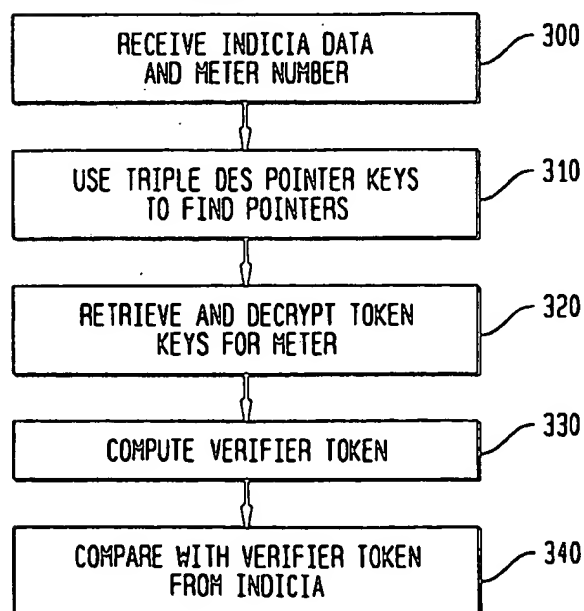 RECEIVE INDICIA DATA
AND METER NUMBER
300
USE TRIPLE DES POINTER KEYS
TO FIND POINTERS
310
RETRIEVE AND DECRYPT TOKEN
KEYS FOR METER
320
COMPUTE VERIFIER TOKEN
330
COMPARE WITH VERIFIER TOKEN
FROM INDICIA
340